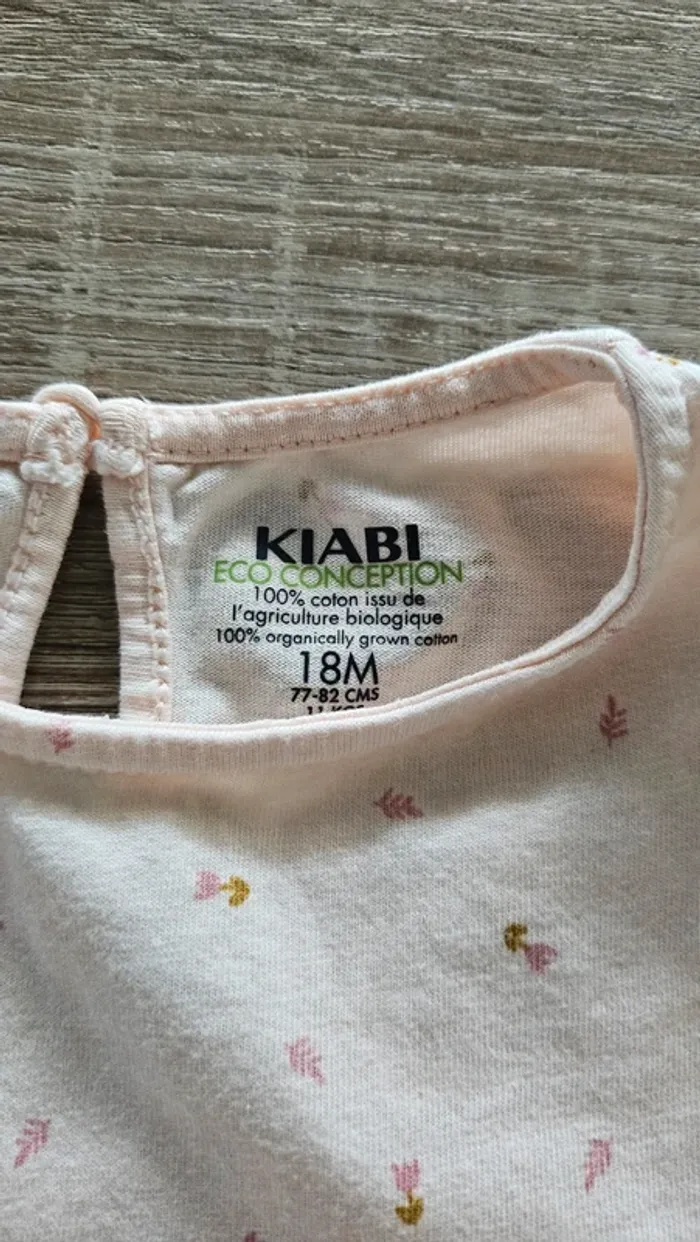 KIABI
ECO CONCEPTION
100% coton issu de
l'agriculture biologique
100% organically grown cotton
18M
77-82 CMS